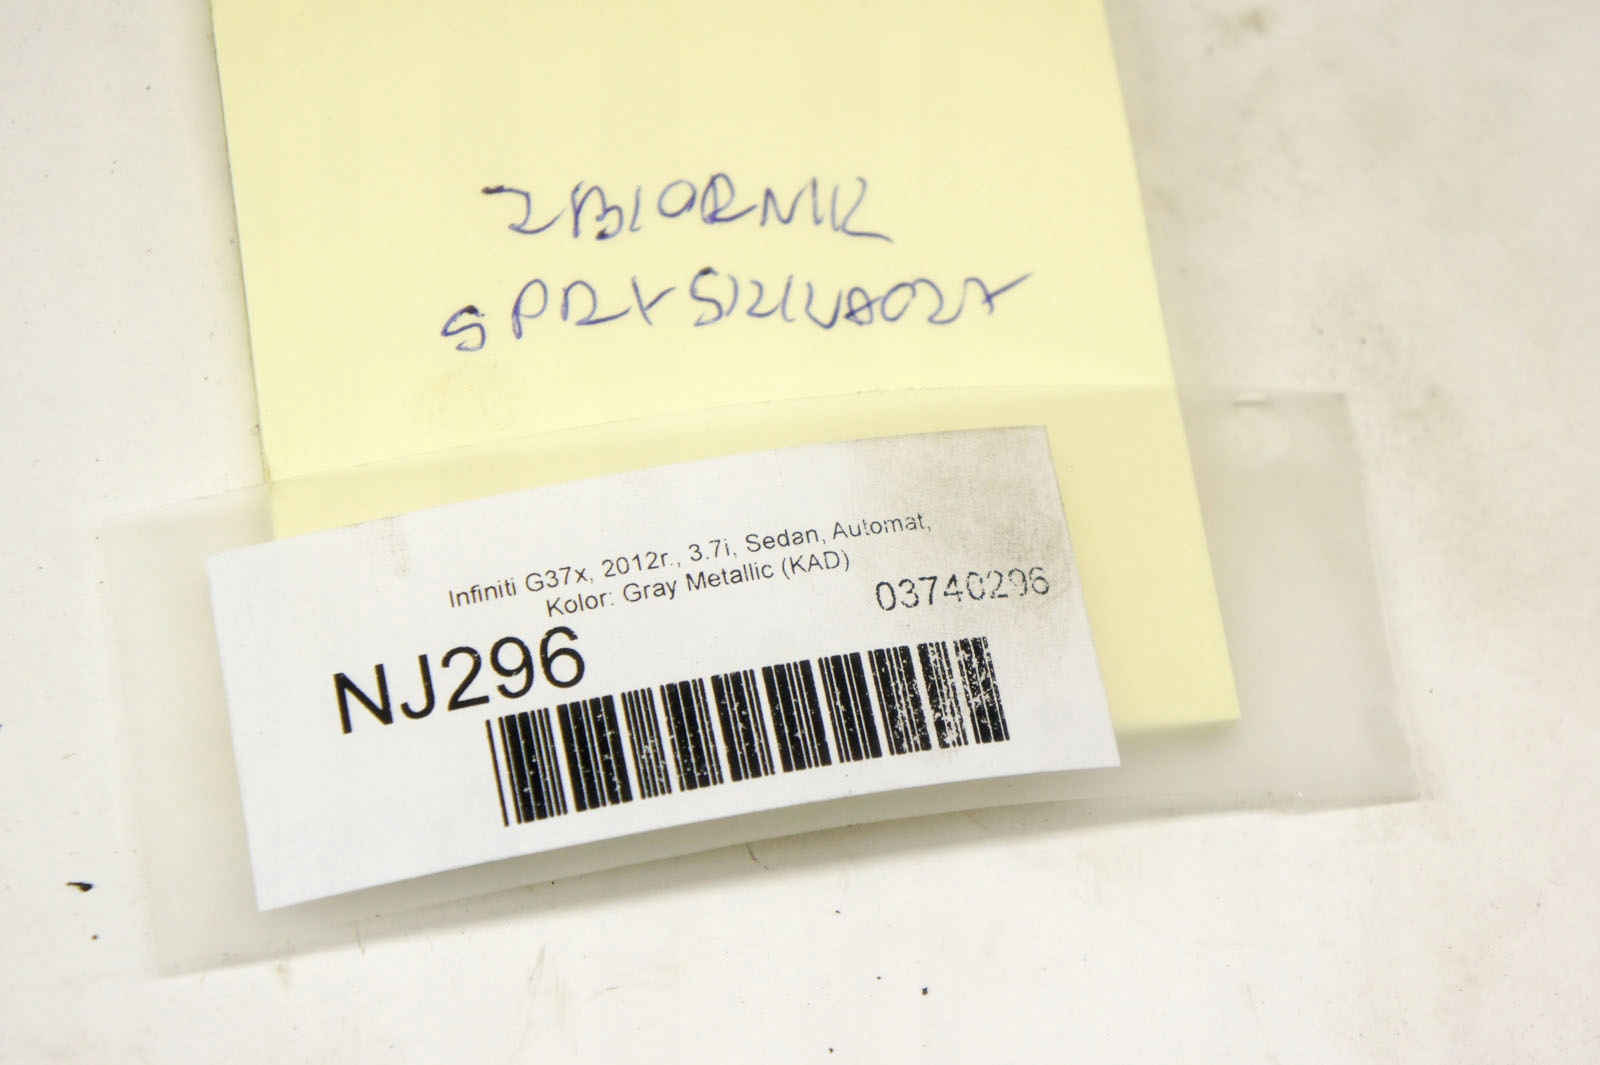 ZBIORNIK
SPRYSKIWACZY
Infiniti G37x, 2012r., 3.7i, Sedan, Automat,
Kolor: Gray Metallic (KAD)
03740296
NJ296